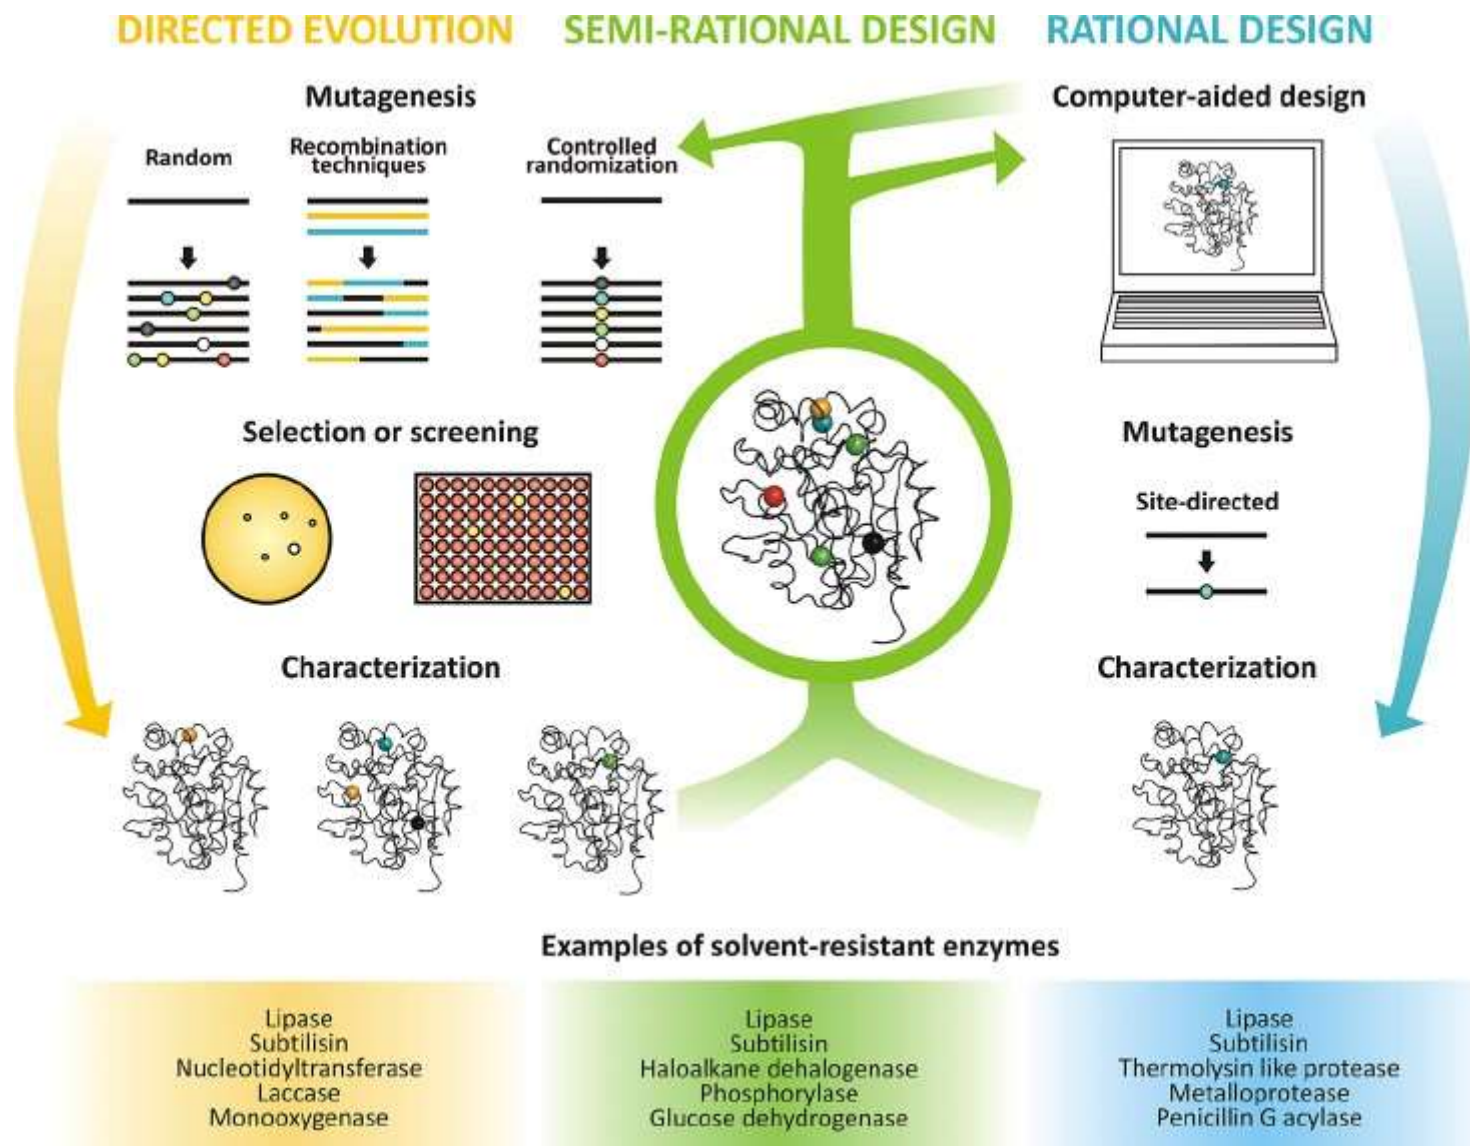 DIRECTED EVOLUTION
SEMI-RATIONAL DESIGN
RATIONAL DESIGN
Mutagenesis
Random
Recombination
techniques
Controlled
randomization
Selection or screening
Characterization
Computer-aided design
Mutagenesis
Site-directed
Characterization
Examples of solvent-resistant enzymes
Lipase
Subtilisin
Nucleotidyltransferase
Laccase
Monooxygenase
Lipase
Subtilisin
Haloalkane dehalogenase
Phosphorylase
Glucose dehydrogenase
Lipase
Subtilisin
Thermolysin like protease
Metalloprotease
Penicillin G acylase